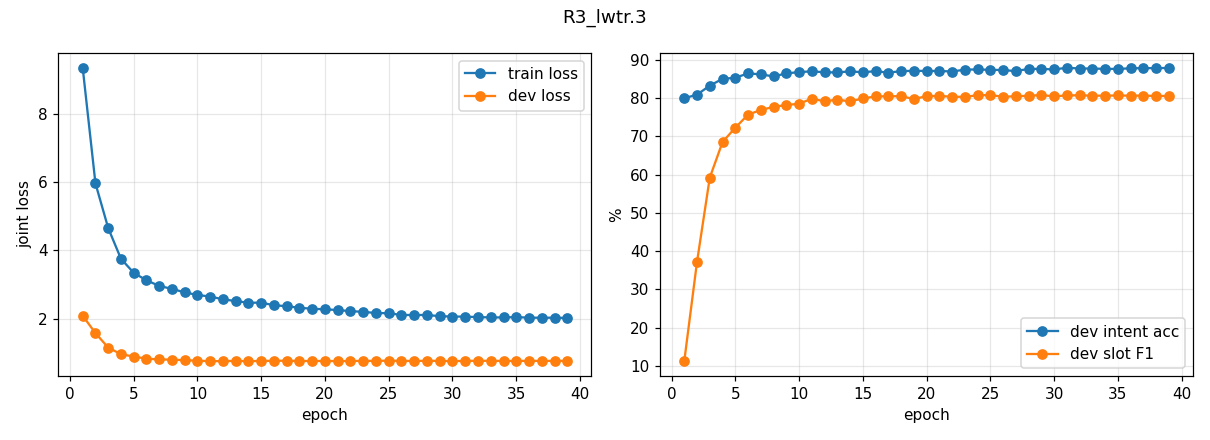 R3_lwtr.3
joint loss
8
6
4
2
train loss
dev loss
0 5 10 15 20 25 30 35 40
epoch
%
90
80
70
60
50
40
30
20
10
dev intent acc
dev slot F1
0 5 10 15 20 25 30 35 40
epoch